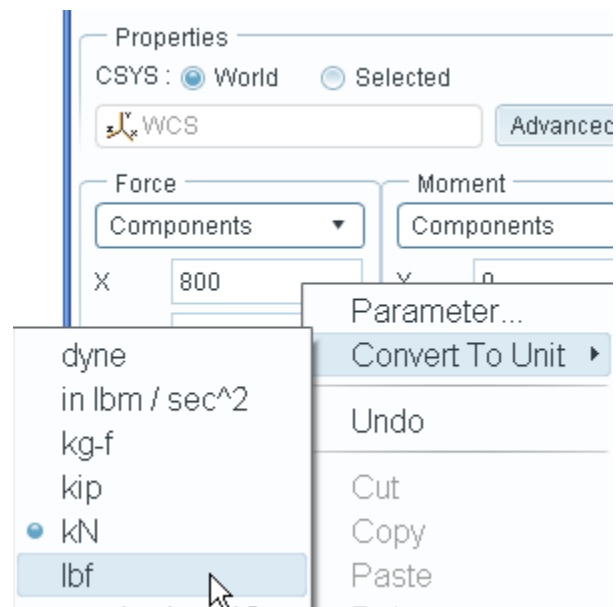 Properties
CSYS : World Selected
WCS Advanced
Force Moment
Components Components
X 800 0
Parameter...
Convert To Unit
Undo
Cut
Copy
Paste
dyne
in lbm / sec^2
kg-f
kip
kN
lbf